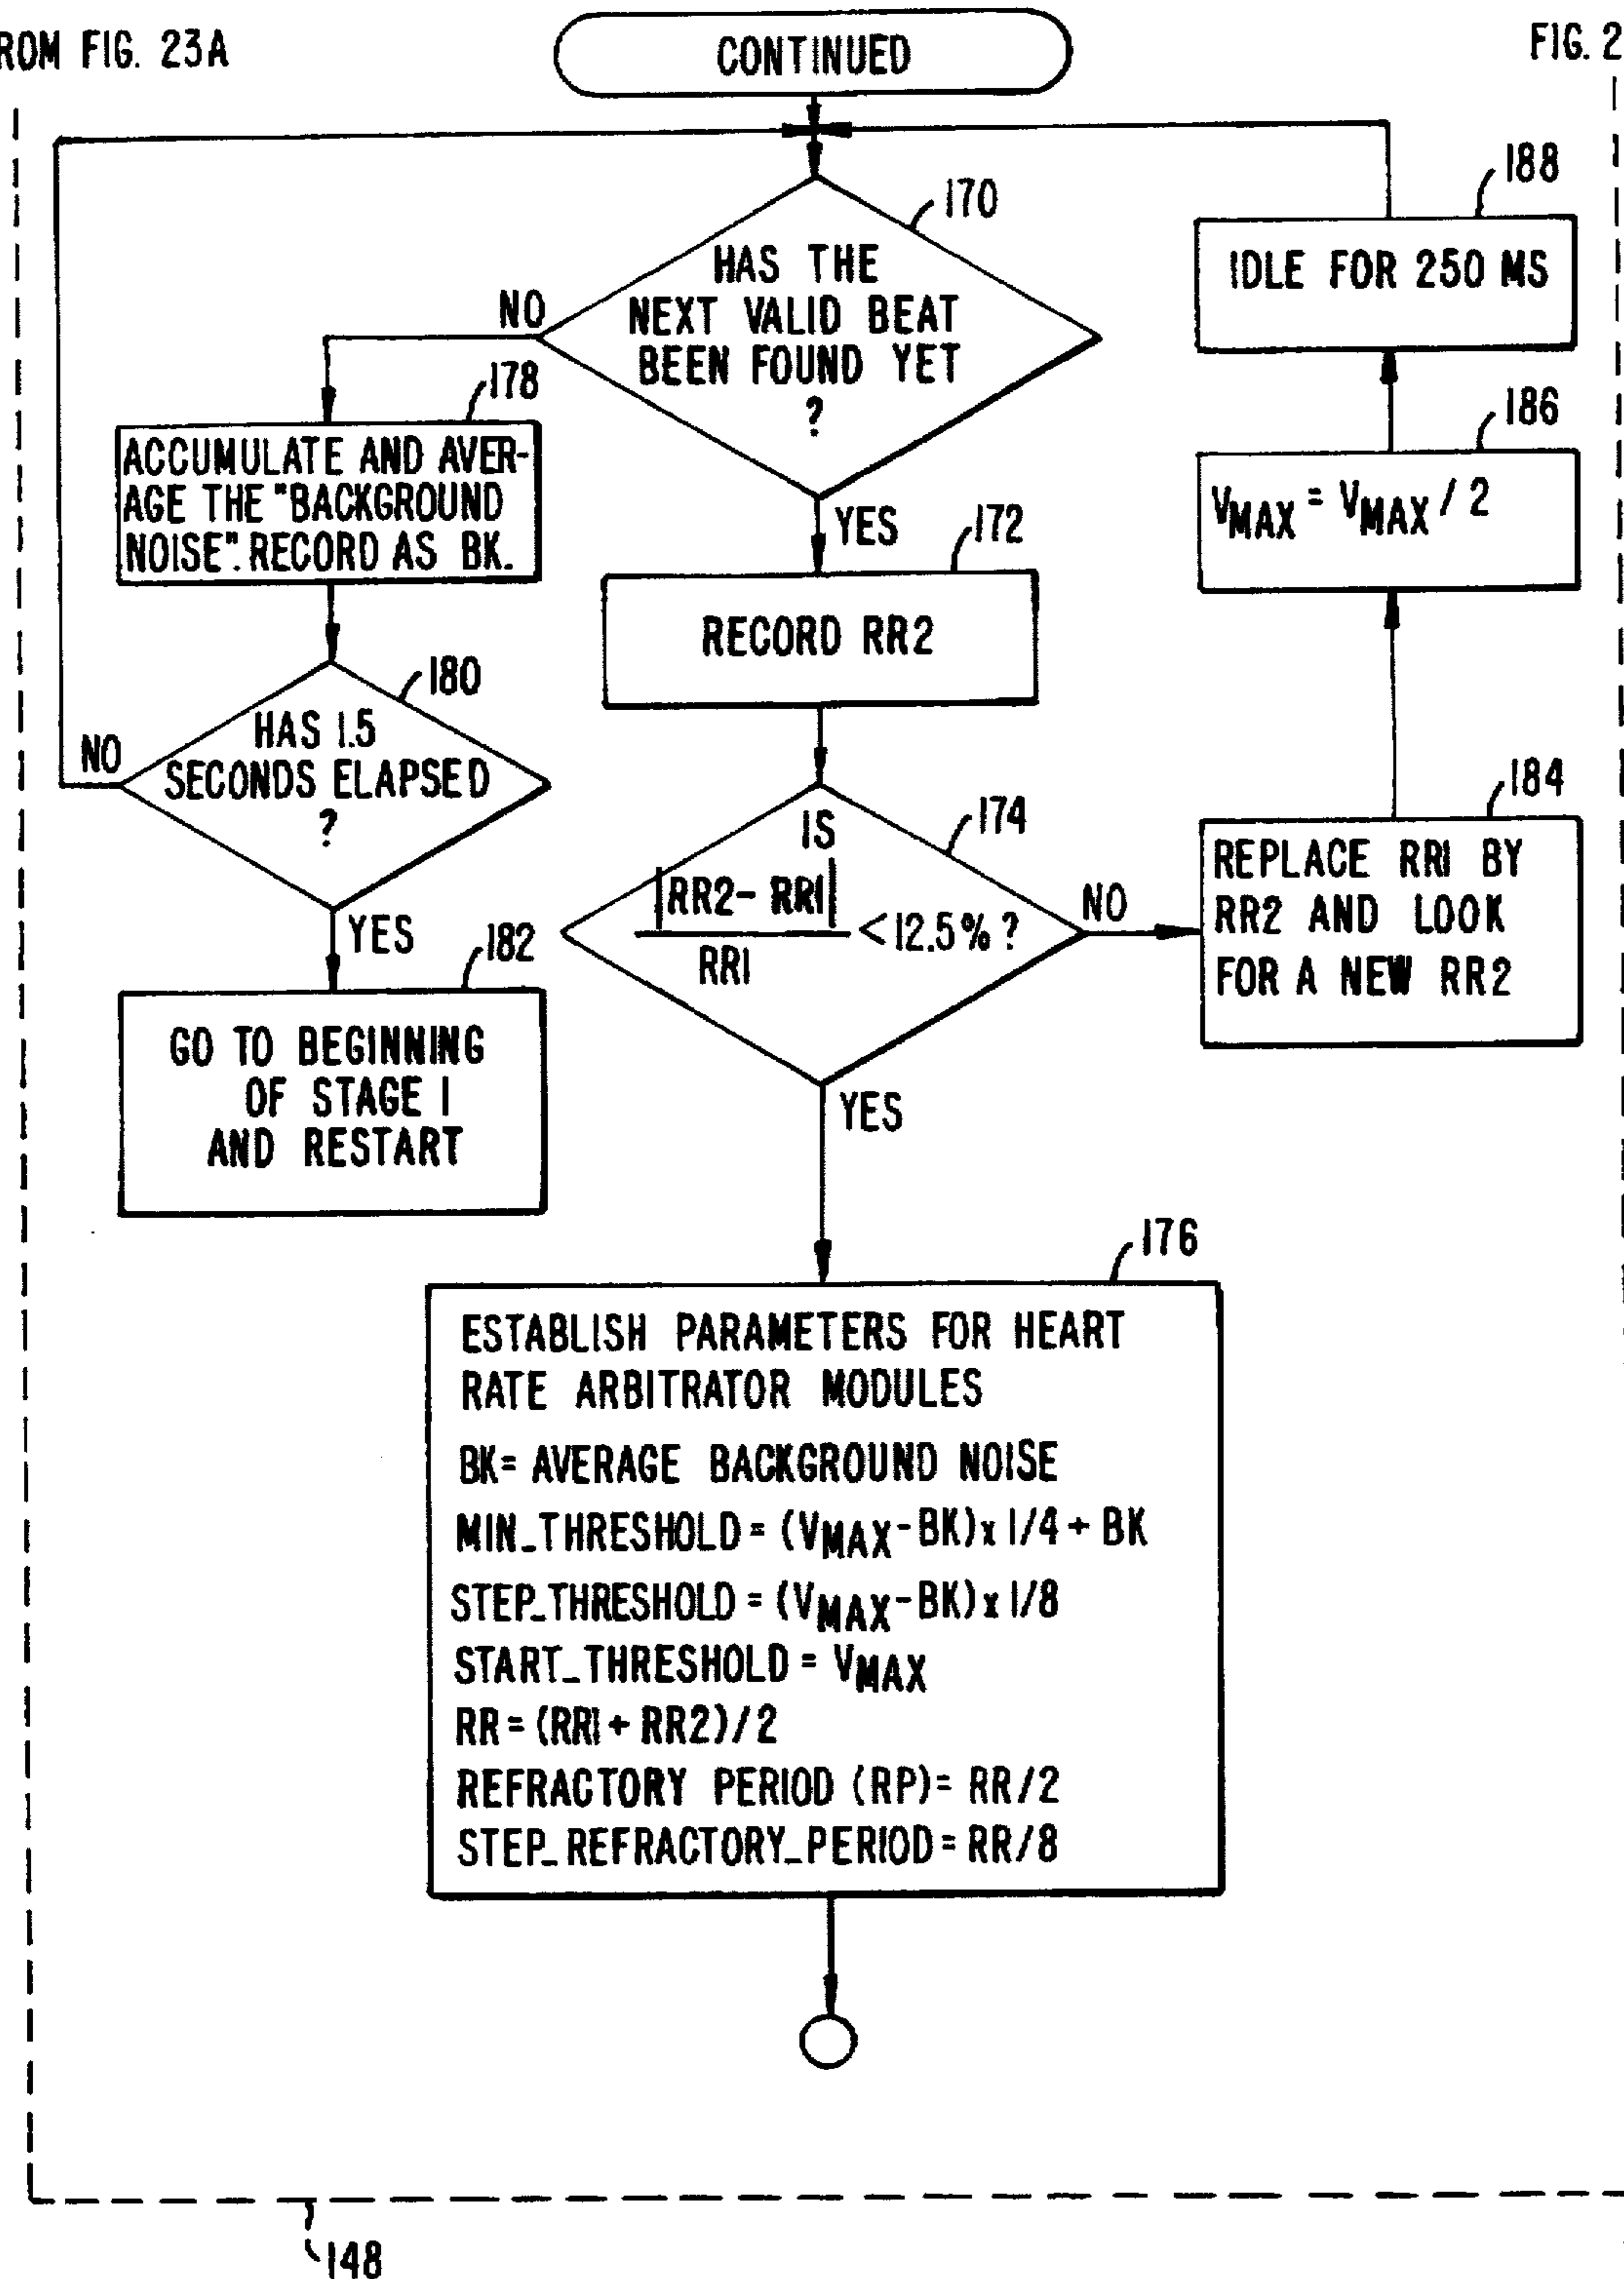 ROM FIG. 23A
FIG. 2
CONTINUED
170
HAS THE
NEXT VALID BEAT
BEEN FOUND YET
?
NO
YES
188
IDLE FOR 250 MS
178
ACCUMULATE AND AVER-
AGE THE "BACKGROUND
NOISE". RECORD AS BK.
186
VMAX = VMAX / 2
172
RECORD RR2
180
HAS 1.5
SECONDS ELAPSED
?
NO
YES
174
IS
|RR2 - RR1|
RR1
< 12.5% ?
NO
YES
184
REPLACE RR1 BY
RR2 AND LOOK
FOR A NEW RR2
182
GO TO BEGINNING
OF STAGE 1
AND RESTART
176
ESTABLISH PARAMETERS FOR HEART
RATE ARBITRATOR MODULES
BK= AVERAGE BACKGROUND NOISE
MIN_THRESHOLD = (VMAX-BK) x 1/4 + BK
STEP_THRESHOLD = (VMAX-BK) x 1/8
START_THRESHOLD = VMAX
RR = (RR1 + RR2)/2
REFRACTORY PERIOD (RP)= RR/2
STEP_REFRACTORY_PERIOD = RR/8
148